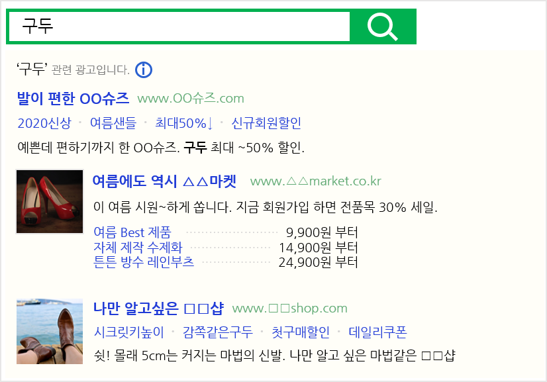 구두
'구두' 관련 광고입니다.
발이 편한 OO슈즈 www.OO슈즈.com
2020신상 · 여름샌들 · 최대50%↓ · 신규회원할인
예쁜데 편하기까지 한 OO슈즈. 구두 최대 ~50% 할인.
여름에도 역시 △△마켓 www.△△market.co.kr
이 여름 시원~하게 쏩니다. 지금 회원가입 하면 전품목 30% 세일.
여름 Best 제품 9,900원 부터
자체 제작 수제화 14,900원 부터
튼튼 방수 레인부츠 24,900원 부터
나만 알고싶은 □□샵 www.□□shop.com
시크릿키높이 · 감쪽같은구두 · 첫구매할인 · 데일리쿠폰
쉿! 몰래 5cm는 커지는 마법의 신발. 나만 알고 싶은 마법같은 □□샵